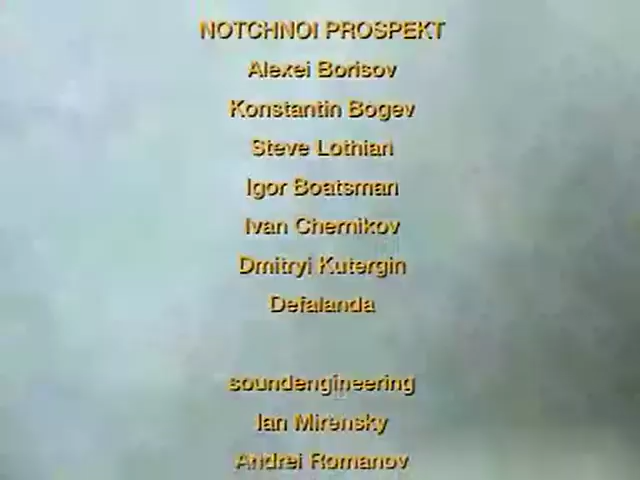 NOTCHNOI PROSPEKT
Alexei Borisov
Konstantin Bogev
Steve Lothian
Igor Boatsman
Ivan Chernikov
Dmitryi Kutergin
Defalanda
soundengineering
Ian Mirensky
Andrei Romanov